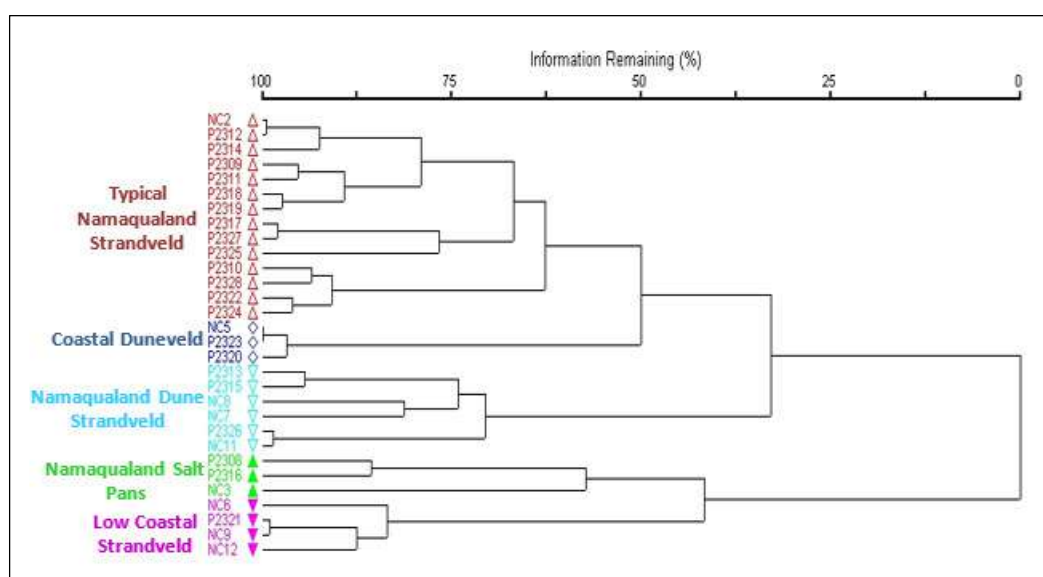 Information Remaining (%)
100 75 50 25 0
NC2
P2312
P2314
P2309
P2311
P2318
P2319
P2317
P2327
P2325
P2310
P2328
P2322
P2324
Typical
Namaqualand
Strandveld
NC5
P2323
P2320
Coastal Duneveld
P2313
P2315
NC8
NC7
P2326
NC11
Namaqualand Dune
Strandveld
P2308
P2316
NC3
Namaqualand Salt
Pans
NC6
P2321
NC9
NC12
Low Coastal
Strandveld